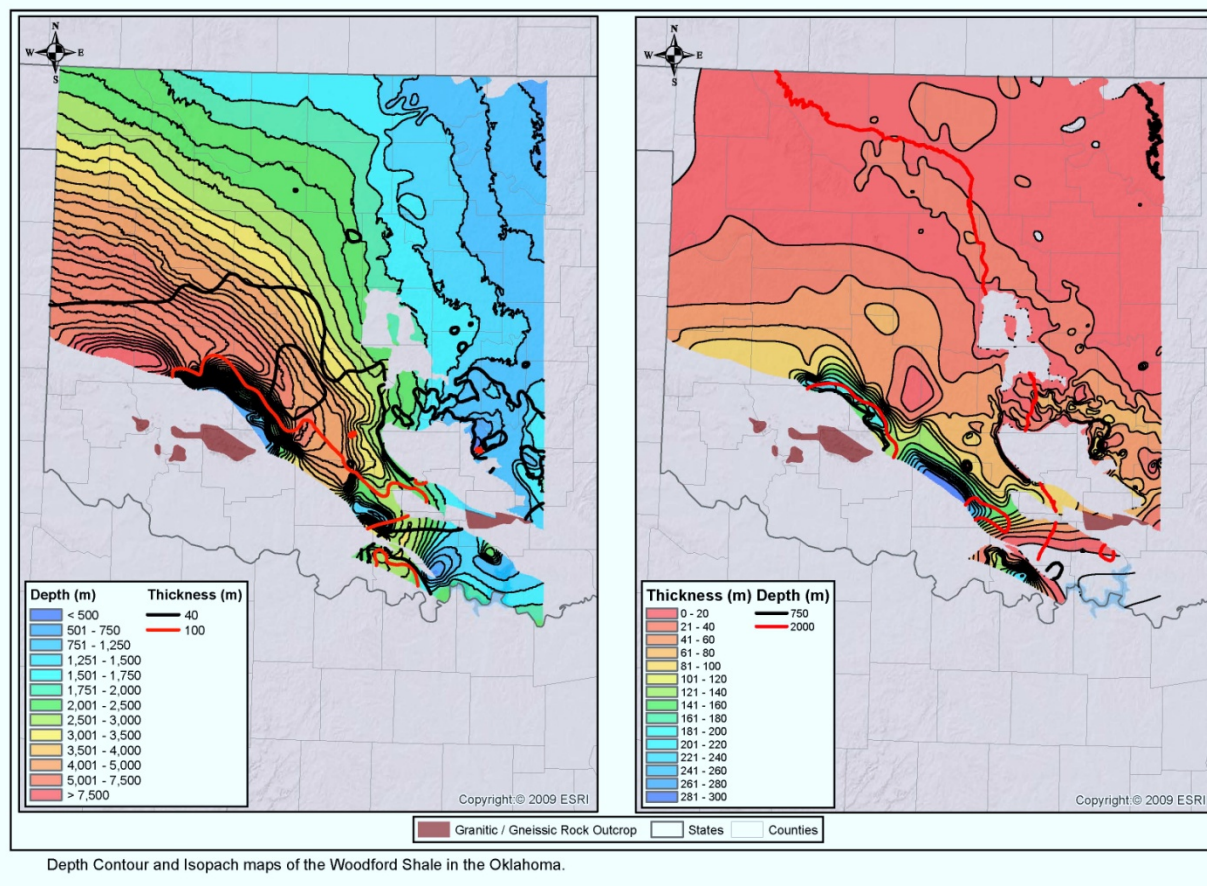 N
W E
S
Depth (m)
< 500
501 - 750
751 - 1,250
1,251 - 1,500
1,501 - 1,750
1,751 - 2,000
2,001 - 2,500
2,501 - 3,000
3,001 - 3,500
3,501 - 4,000
4,001 - 5,000
5,001 - 7,500
> 7,500
Thickness (m)
40
100
Copyright:© 2009 ESRI
N
W E
S
Thickness (m)
0 - 20
21 - 40
41 - 60
61 - 80
81 - 100
101 - 120
121 - 140
141 - 160
161 - 180
181 - 200
201 - 220
221 - 240
241 - 260
261 - 280
281 - 300
Depth (m)
750
2000
Copyright:© 2009 ESRI
Granitic / Gneissic Rock Outcrop States Counties
Depth Contour and Isopach maps of the Woodford Shale in the Oklahoma.